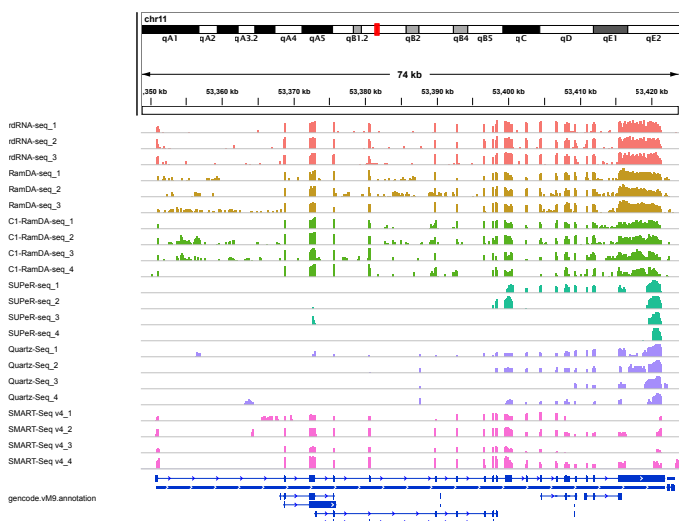 chr11
qA1 qA2 qA3.2 qA4 qA5 qB1.2 qB2 qB4 qB5 qC qD qE1 qE2
74 kb
,350 kb 53,370 kb 53,380 kb 53,390 kb 53,400 kb 53,410 kb 53,420 kb
rdRNA-seq_1
rdRNA-seq_2
rdRNA-seq_3
RamDA-seq_1
RamDA-seq_2
RamDA-seq_3
C1-RamDA-seq_1
C1-RamDA-seq_2
C1-RamDA-seq_3
C1-RamDA-seq_4
SUPeR-seq_1
SUPeR-seq_2
SUPeR-seq_3
SUPeR-seq_4
Quartz-Seq_1
Quartz-Seq_2
Quartz-Seq_3
Quartz-Seq_4
SMART-Seq v4_1
SMART-Seq v4_2
SMART-Seq v4_3
SMART-Seq v4_4
gencode.vM9.annotation